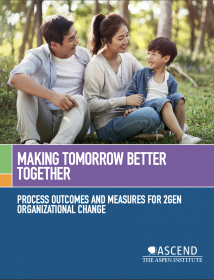 MAKING TOMORROW BETTER
TOGETHER
PROCESS OUTCOMES AND MEASURES FOR 2GEN
ORGANIZATIONAL CHANGE
ASCEND
THE ASPEN INSTITUTE